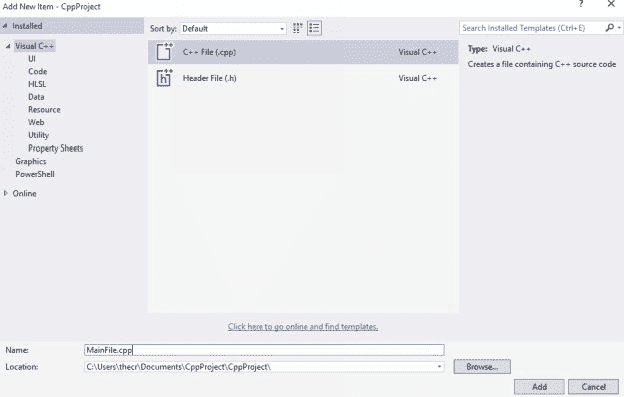 Add New Item - CppProject
? X
Installed
Sort by: Default
Search Installed Templates (Ctrl+E)
Visual C++
UI
Code
HLSL
Data
Resource
Web
Utility
Property Sheets
Graphics
PowerShell
Online
C++ File (.cpp) Visual C++
Header File (.h) Visual C++
Type: Visual C++
Creates a file containing C++ source code
Click here to go online and find templates.
Name: MainFile.cpp
Location: C:\Users\thecr\Documents\CppProject\CppProject\
Browse...
Add Cancel